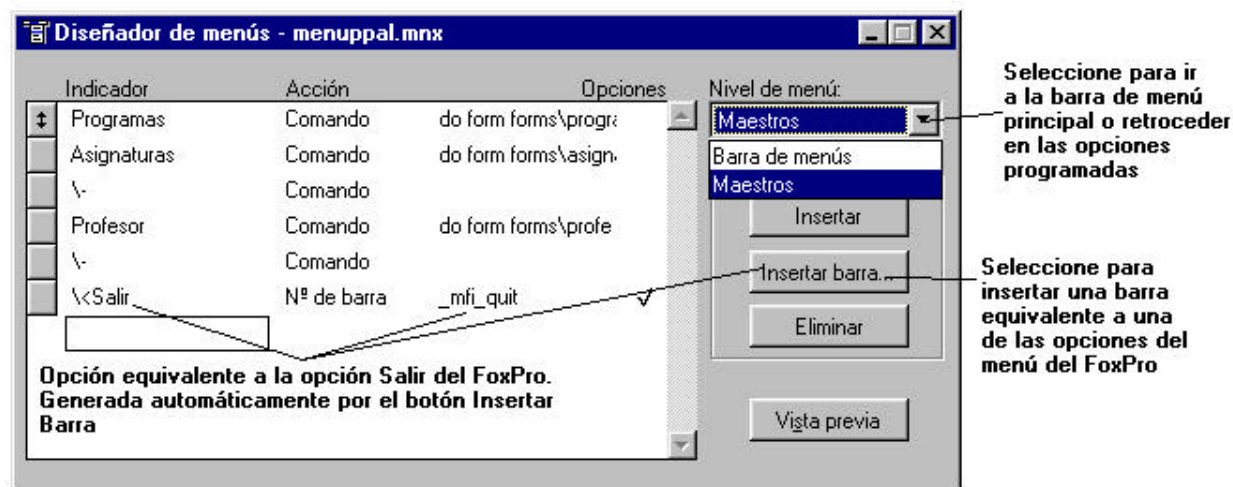 Diseñador de menús - menuppal.mnx
Indicador Acción Opciones
Programas Comando do form forms\progra
Asignaturas Comando do form forms\asign
\- Comando
Profesor Comando do form forms\profe
\- Comando
\<Salir Nº de barra _mfi_quit
Opción equivalente a la opción Salir del FoxPro.
Generada automáticamente por el botón Insertar
Barra
Nivel de menú:
Maestros
Barra de menús
Maestros
Insertar
Insertar barra...
Eliminar
Vista previa
Seleccione para ir
a la barra de menú
principal o retroceder
en las opciones
programadas
Seleccione para
insertar una barra
equivalente a una
de las opciones del
menú del FoxPro